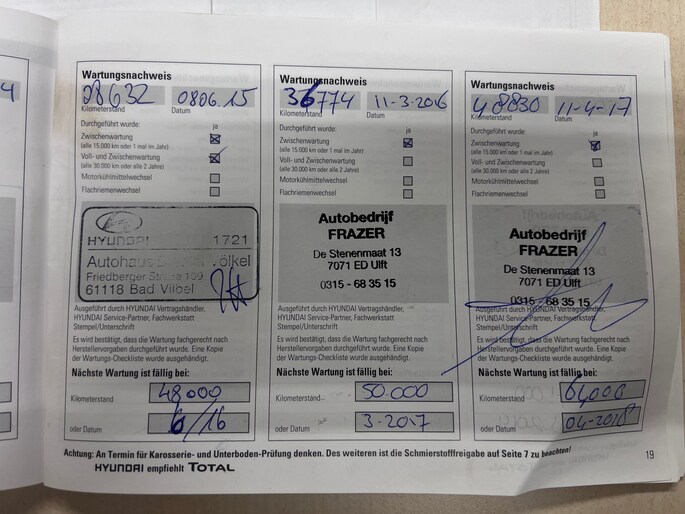 4
Wartungsnachweis
0806.15
Kilometerstand Datum
Durchgeführt wurde: ja
Zwischenwartung
(alle 15.000 km oder 1 mal im Jahr)
Voll- und Zwischenwartung
(alle 30.000 km oder alle 2 Jahre)
Motorkühlmittelwechsel
Flachriemenwechsel
HYUNDAI 1721
Autohaus
Friedberger Straße 109
61118 Bad Vilbel
Ausgeführt durch HYUNDAI Vertragshändler,
HYUNDAI Service-Partner, Fachwerkstatt
Stempel/Unterschrift
Es wird bestätigt, dass die Wartung fachgerecht nach
Herstellervorgaben durchgeführt wurde. Eine Kopie
der Wartungs-Checkliste wurde ausgehändigt.
Nächste Wartung ist fällig bei:
Kilometerstand 48000
oder Datum 6/16
Wartungsnachweis
36774 11-3-2016
Kilometerstand Datum
Durchgeführt wurde: ja
Zwischenwartung
(alle 15.000 km oder 1 mal im Jahr)
Voll- und Zwischenwartung
(alle 30.000 km oder alle 2 Jahre)
Motorkühlmittelwechsel
Flachriemenwechsel
Autobedrijf
FRAZER
De Stenenmaat 13
7071 ED Ulft
0315 - 68 35 15
Ausgeführt durch HYUNDAI Vertragshändler,
HYUNDAI Service-Partner, Fachwerkstatt
Stempel/Unterschrift
Es wird bestätigt, dass die Wartung fachgerecht nach
Herstellervorgaben durchgeführt wurde. Eine Kopie
der Wartungs-Checkliste wurde ausgehändigt.
Nächste Wartung ist fällig bei:
Kilometerstand 50.000
oder Datum 3-2017
Wartungsnachweis
48830 11-4-17
Kilometerstand Datum
Durchgeführt wurde: ja
Zwischenwartung
(alle 15.000 km oder 1 mal im Jahr)
Voll- und Zwischenwartung
(alle 30.000 km oder alle 2 Jahre)
Motorkühlmittelwechsel
Flachriemenwechsel
Autobedrijf
FRAZER
De Stenenmaat 13
7071 ED Ulft
0315 - 68 35 15
Ausgeführt durch HYUNDAI Vertragshändler,
HYUNDAI Service-Partner, Fachwerkstatt
Stempel/Unterschrift
Es wird bestätigt, dass die Wartung fachgerecht nach
Herstellervorgaben durchgeführt wurde. Eine Kopie
der Wartungs-Checkliste wurde ausgehändigt.
Nächste Wartung ist fällig bei:
Kilometerstand 64,000
oder Datum 04-2018
Achtung: An Termin für Karosserie- und Unterboden-Prüfung denken. Des weiteren ist die Schmierstofffreigabe auf Seite 7 zu beachten!
HYUNDAI empfiehlt TOTAL
19